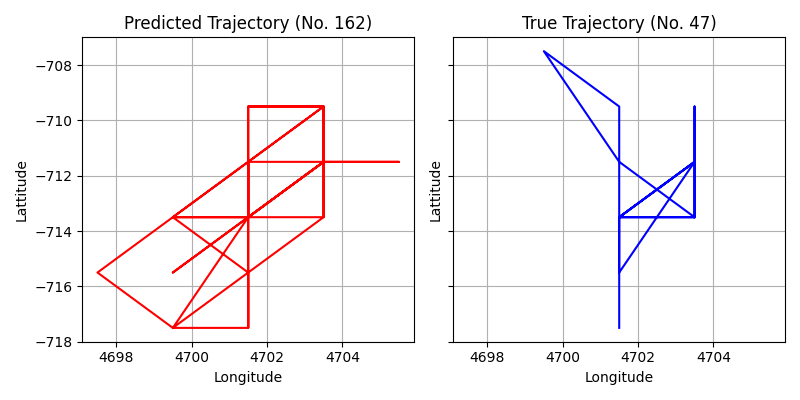 Predicted Trajectory (No. 162)
True Trajectory (No. 47)
Lattitude
−708
−710
−712
−714
−716
−718
4698
4700
4702
4704
Longitude
Lattitude
4698
4700
4702
4704
Longitude